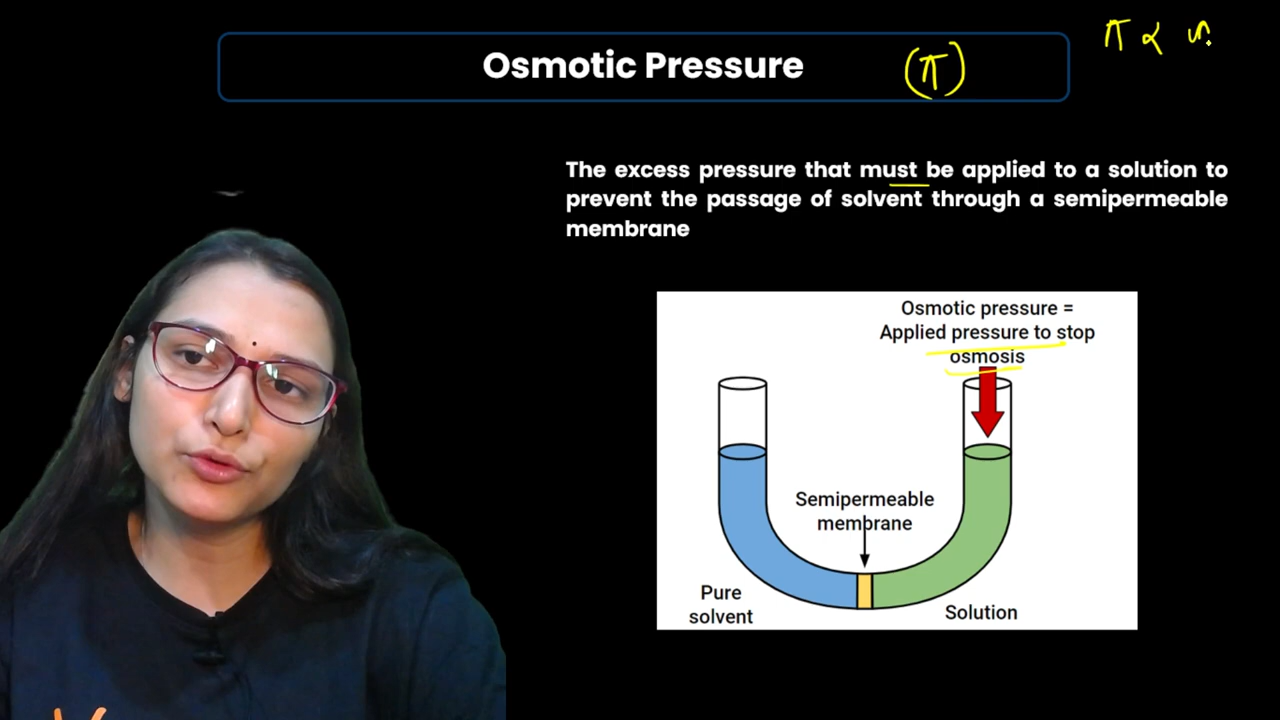 Osmotic Pressure (π)
π ∝
The excess pressure that must be applied to a solution to
prevent the passage of solvent through a semipermeable
membrane
Osmotic pressure =
Applied pressure to stop
osmosis
Semipermeable
membrane
Pure
solvent
Solution